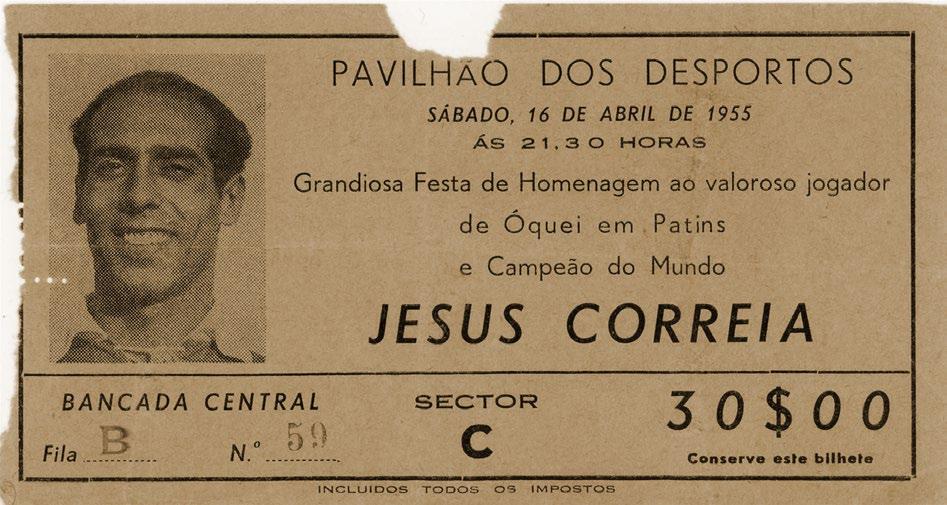 PAVILHÃO DOS DESPORTOS
SÁBADO, 16 DE ABRIL DE 1955
ÁS 21,30 HORAS
Grandiosa Festa de Homenagem ao valoroso jogador
de Óquei em Patins
e Campeão do Mundo
JESUS CORREIA
BANCADA CENTRAL
Fila B N.º 59
SECTOR
C
30$00
Conserve este bilhete
INCLUIDOS TODOS OS IMPOSTOS